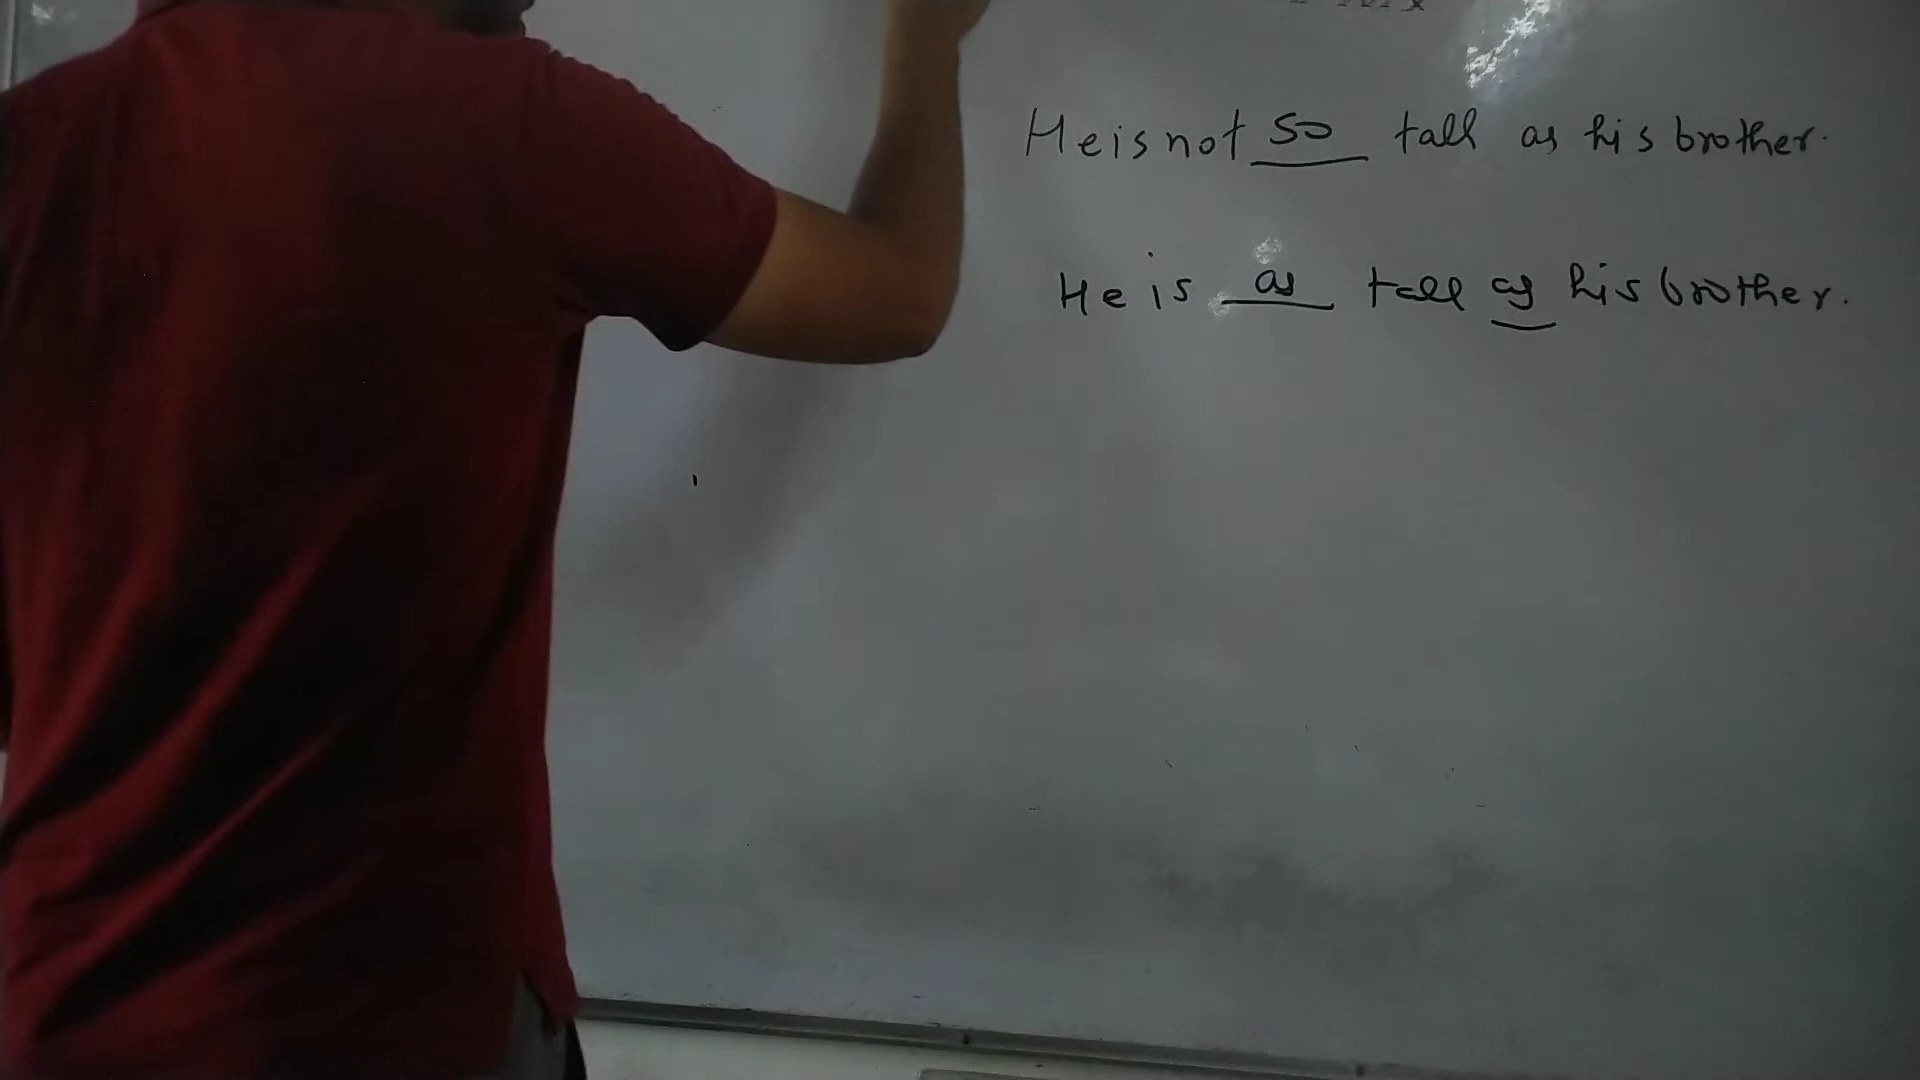 He is not so tall as his brother.
He is as tall as his brother.